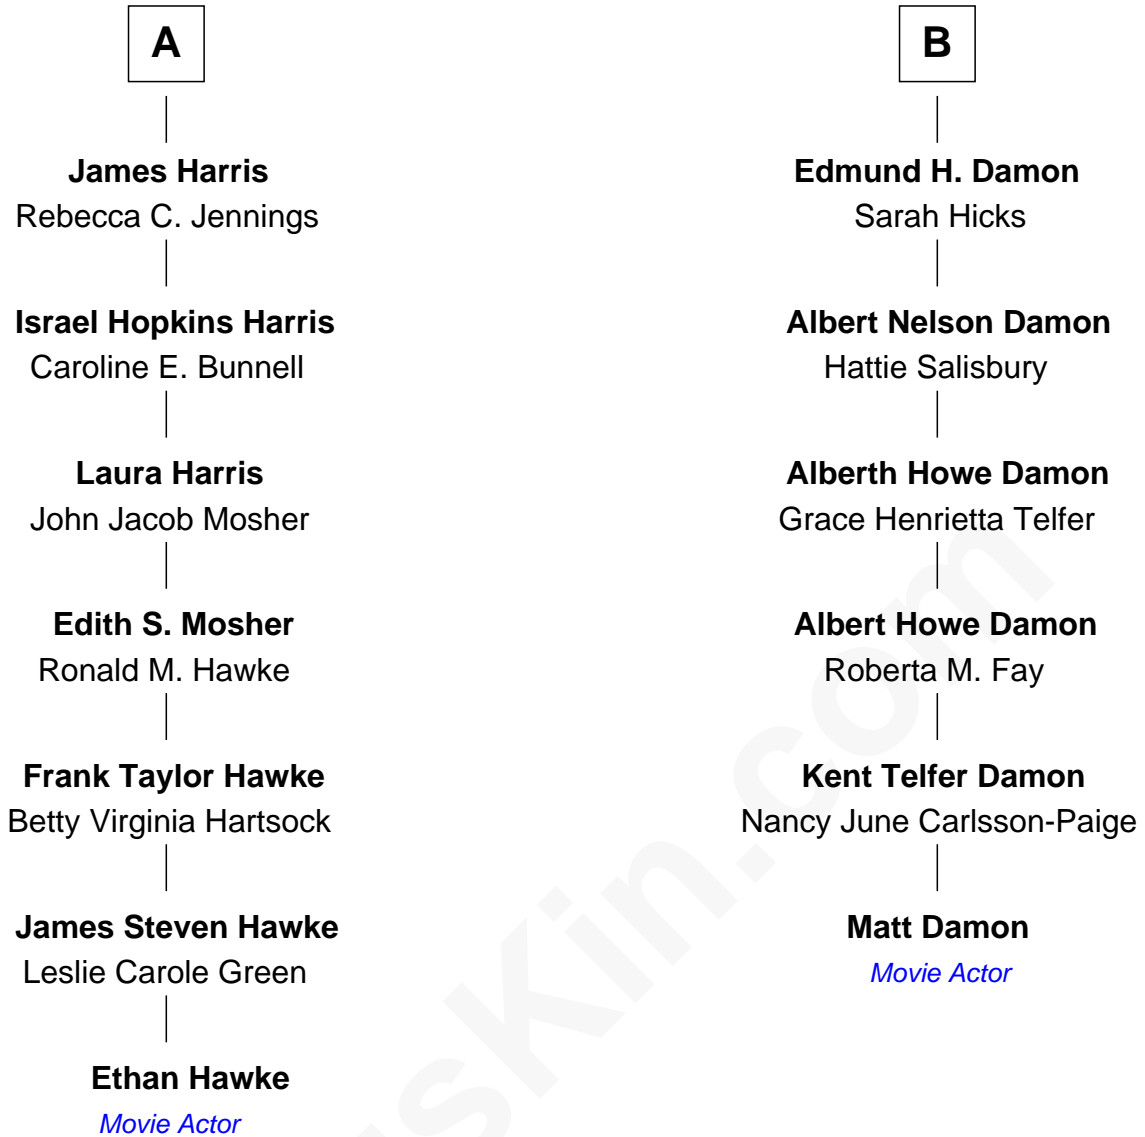 A
James Harris
Rebecca C. Jennings
Israel Hopkins Harris
Caroline E. Bunnell
Laura Harris
John Jacob Mosher
Edith S. Mosher
Ronald M. Hawke
Frank Taylor Hawke
Betty Virginia Hartsock
James Steven Hawke
Leslie Carole Green
Ethan Hawke
Movie Actor
B
Edmund H. Damon
Sarah Hicks
Albert Nelson Damon
Hattie Salisbury
Alberth Howe Damon
Grace Henrietta Telfer
Albert Howe Damon
Roberta M. Fay
Kent Telfer Damon
Nancy June Carlsson-Paige
Matt Damon
Movie Actor
sKin.com